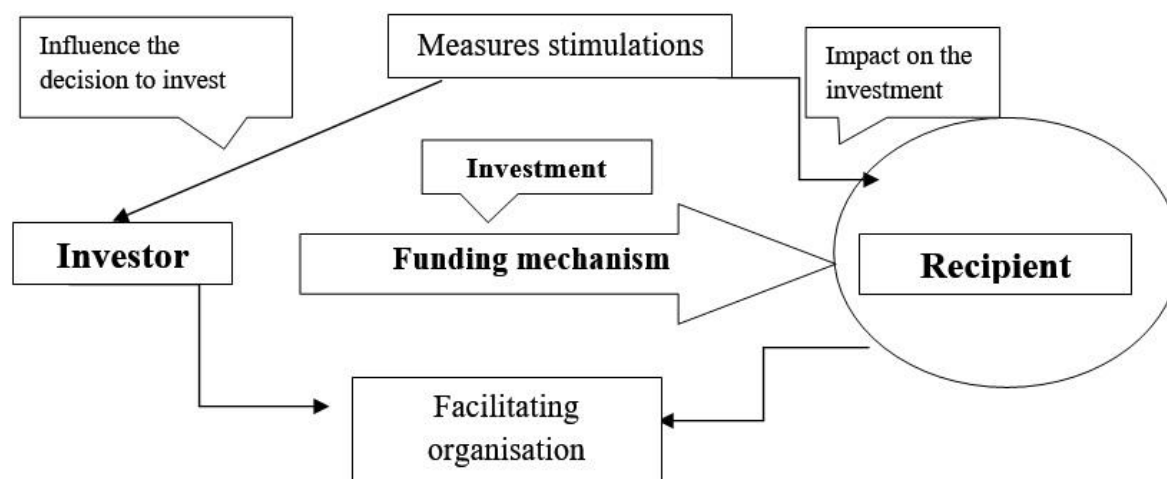 Influence the
decision to invest
Measures stimulations
Impact on the
investment
Investment
Investor
Funding mechanism
Recipient
Facilitating
organisation